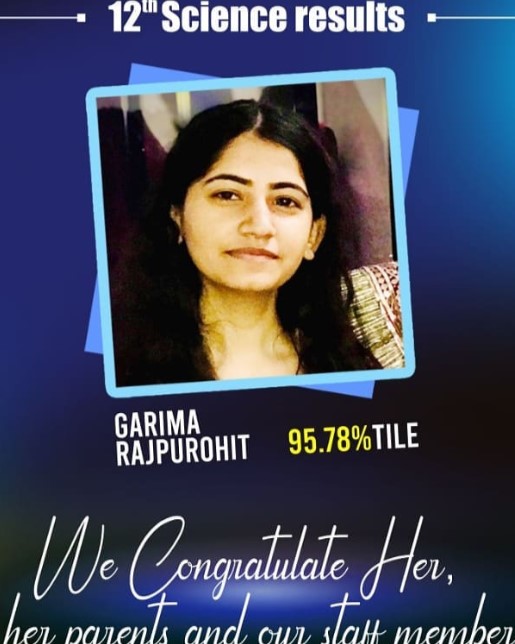 12th Science results
GARIMA
RAJPUROHIT
95.78%TILE
We Congratulate Her,
her parents and our staff member